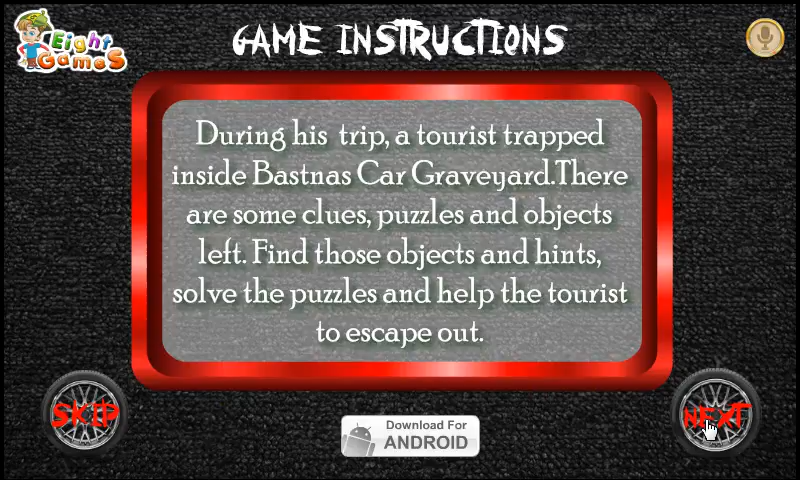 Eight
Games
GAME INSTRUCTIONS
During his trip, a tourist trapped
inside Bastnas Car Graveyard.There
are some clues, puzzles and objects
left. Find those objects and hints,
solve the puzzles and help the tourist
to escape out.
SKIP
NEXT
Download For
ANDROID